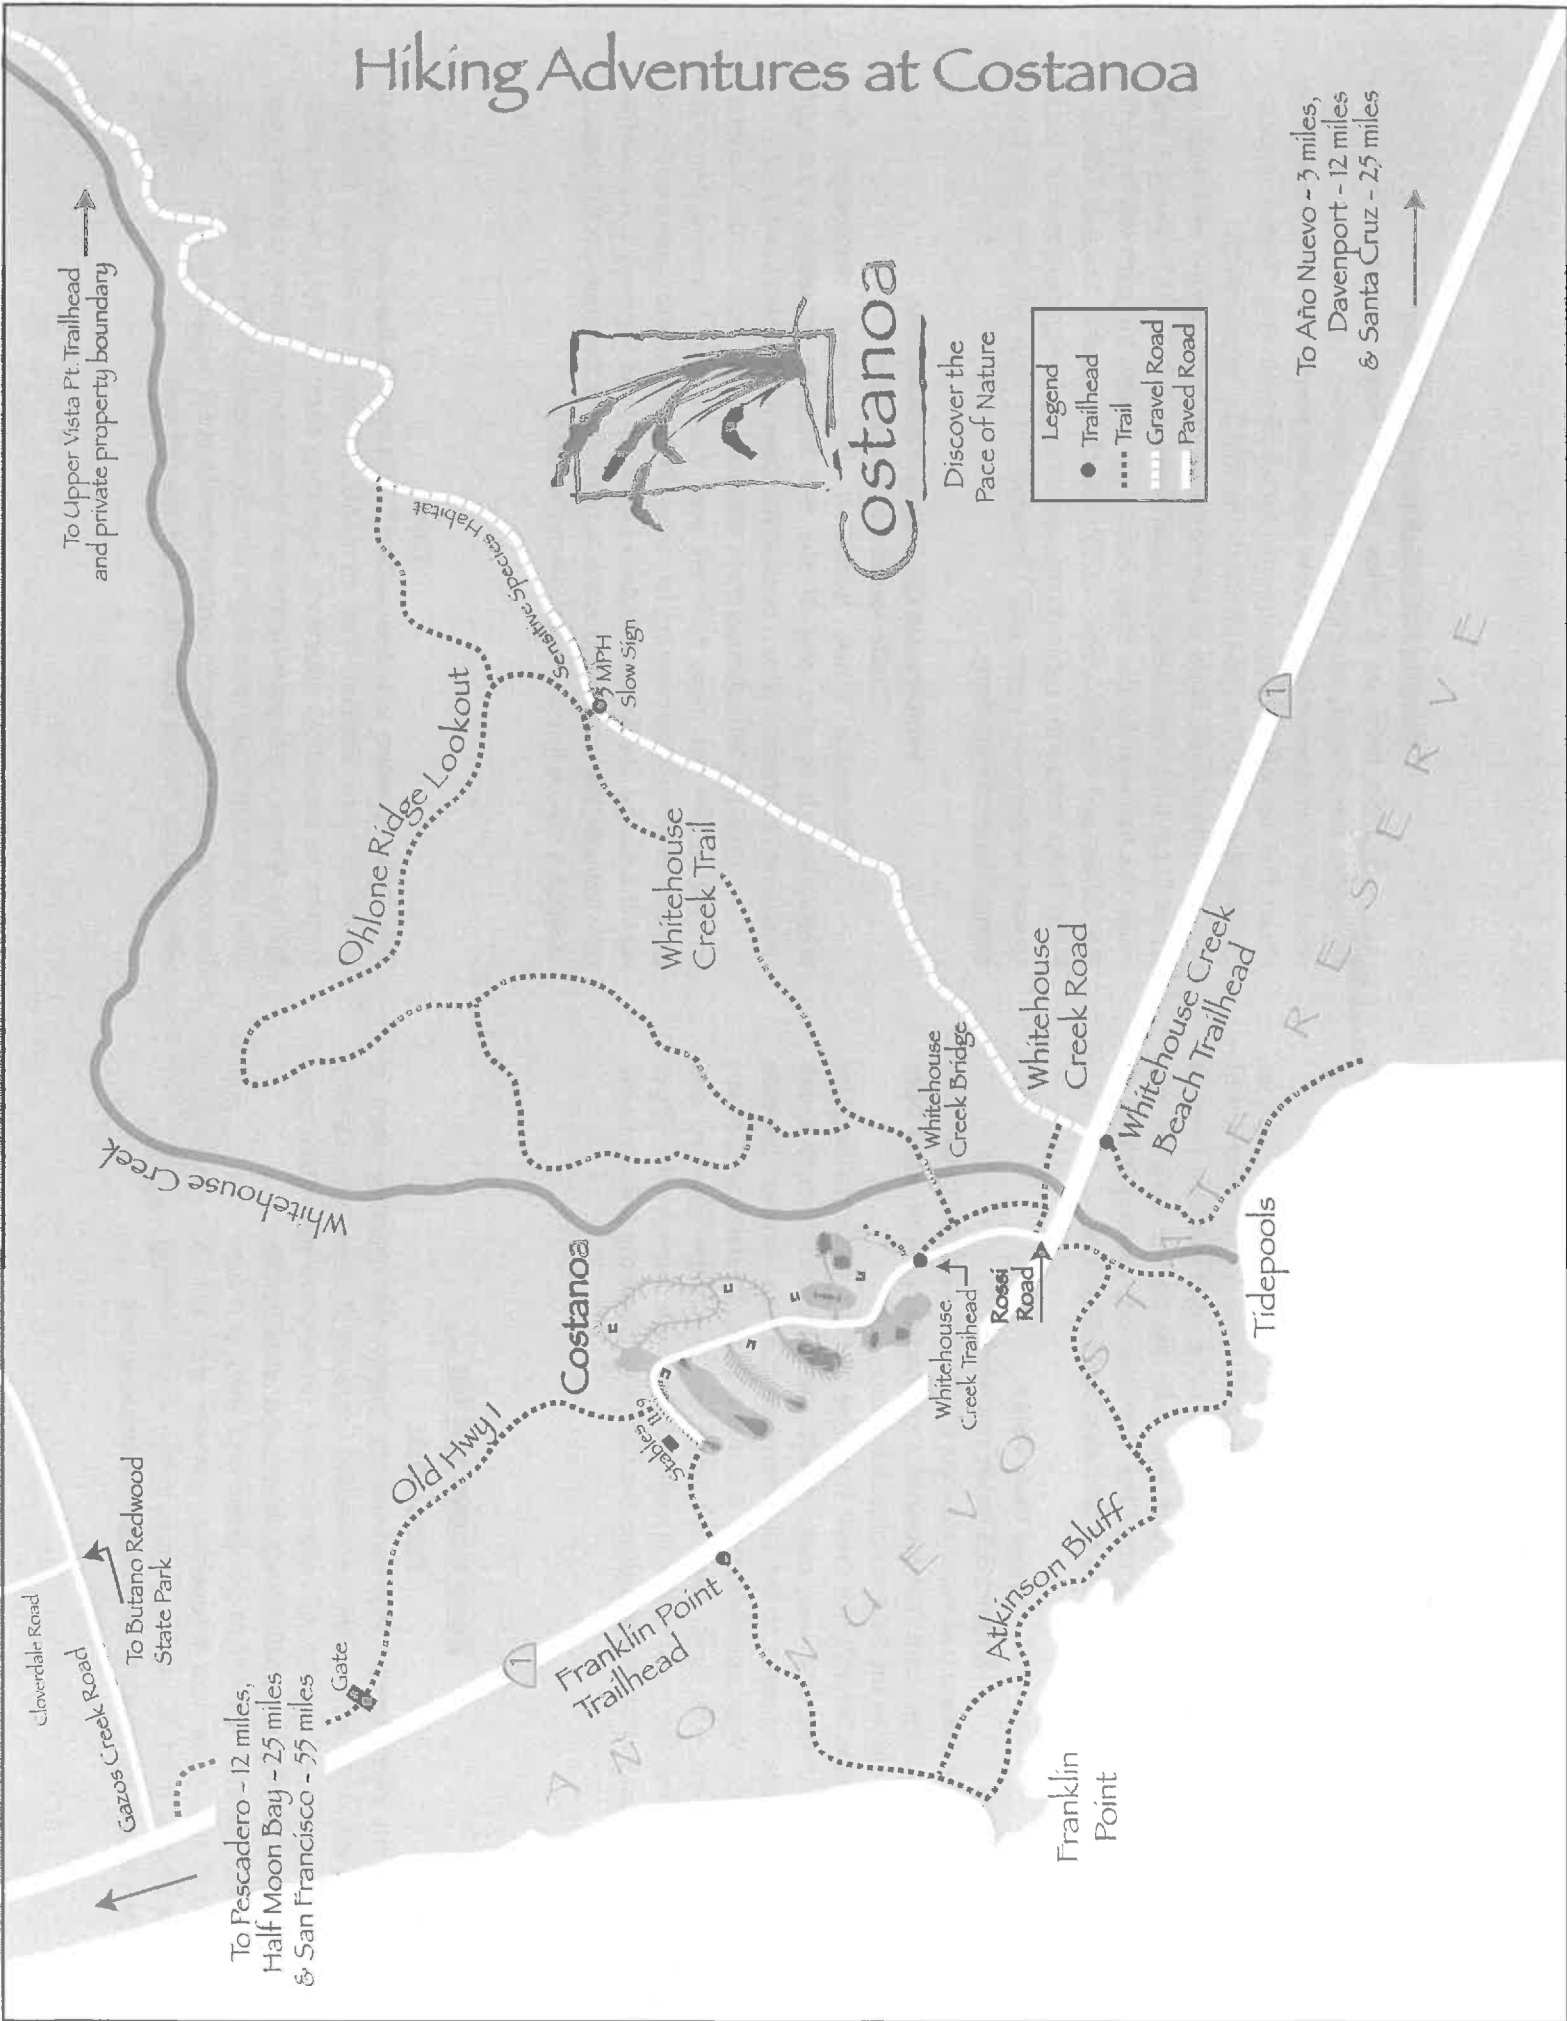 Hiking Adventures at Costanoa
To Upper Vista Pt. Trailhead
and private property boundary
Cloverdale Road
Gazos Creek Road
To Butano Redwood
State Park
To Pescadero - 12 miles,
Half Moon Bay - 25 miles
& San Francisco - 55 miles
Gate
Old Hwy 1
Whitehouse Creek
Ohlone Ridge Lookout
Sensitive Species Habitat
3 MPH
Slow Sign
Whitehouse
Creek Trail
Costanoa
Stables
1
Franklin Point
Trailhead
Whitehouse
Creek Bridge
Whitehouse
Creek Trailhead
Rossi
Road
Whitehouse
Creek Road
Whitehouse Creek
Beach Trailhead
1
Tidepools
Atkinson Bluff
Franklin
Point
AÑO NUEVO STATE RESERVE
Costanoa
Discover the
Pace of Nature
Legend
Trailhead
Trail
Gravel Road
Paved Road
To Año Nuevo - 3 miles,
Davenport - 12 miles
& Santa Cruz - 25 miles